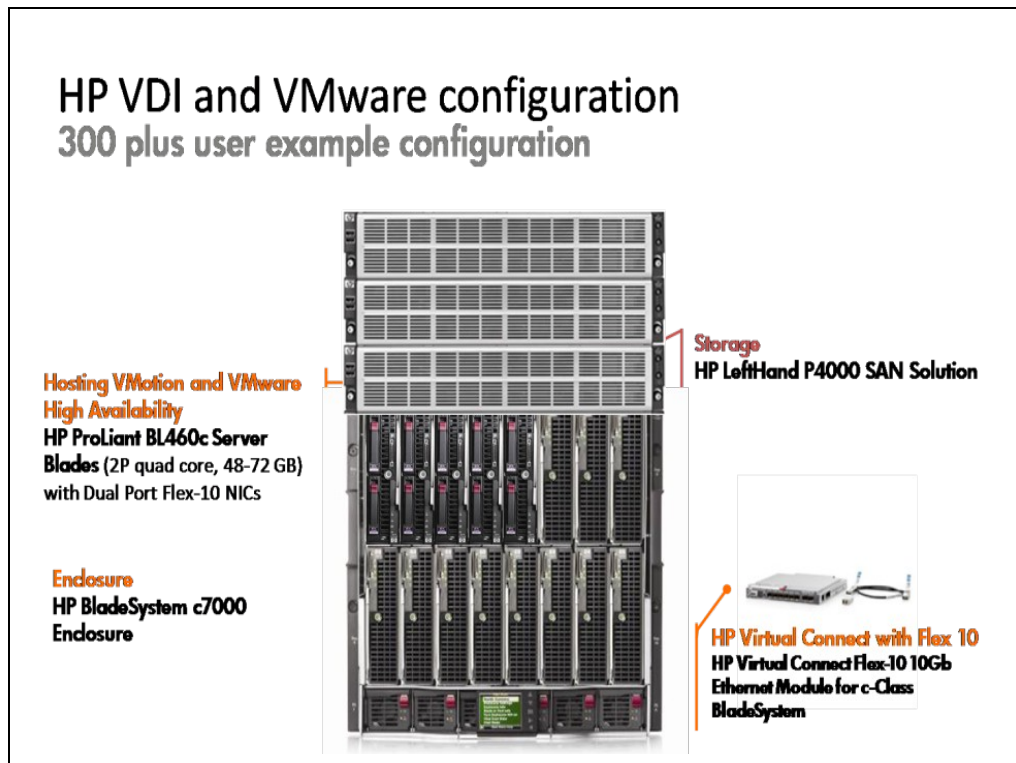 HP VDI and VMware configuration
300 plus user example configuration
Storage
HP LeftHand P4000 SAN Solution
Hosting VMotion and VMware
High Availability
HP ProLiant BL460c Server
Blades (2P quad core, 48-72 GB)
with Dual Port Flex-10 NICs
Enclosure
HP BladeSystem c7000
Enclosure
HP Virtual Connect with Flex 10
HP Virtual Connect Flex-10 10Gb
Ethernet Module for c-Class
BladeSystem